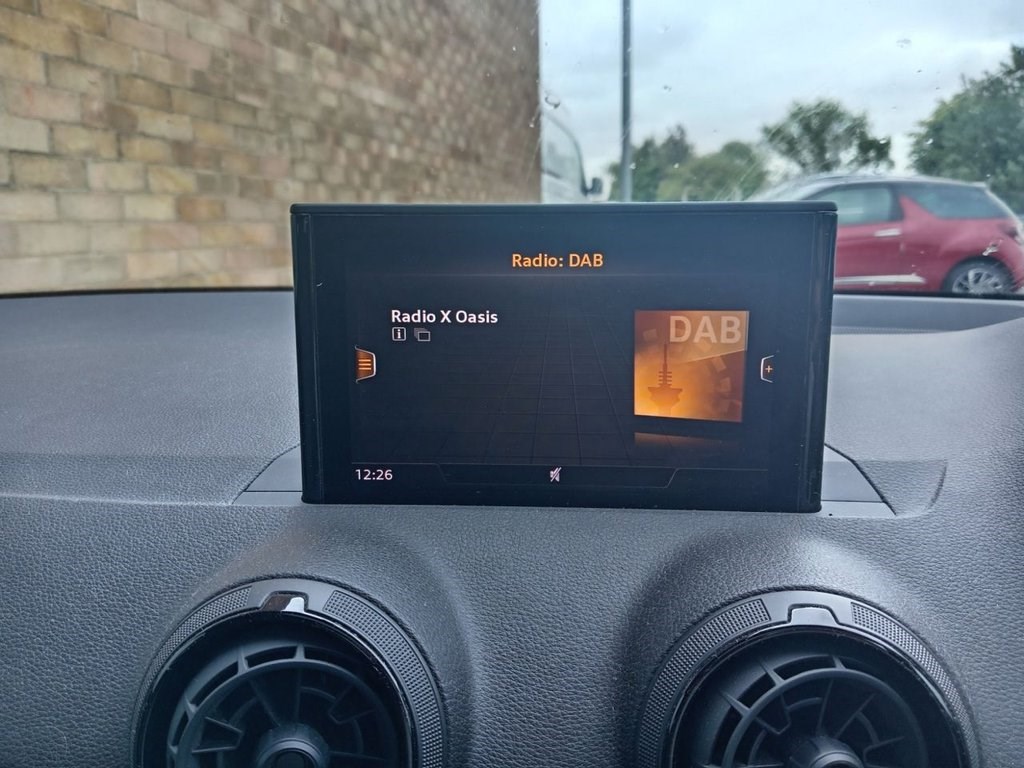 Radio: DAB
Radio X Oasis
DAB
12:26